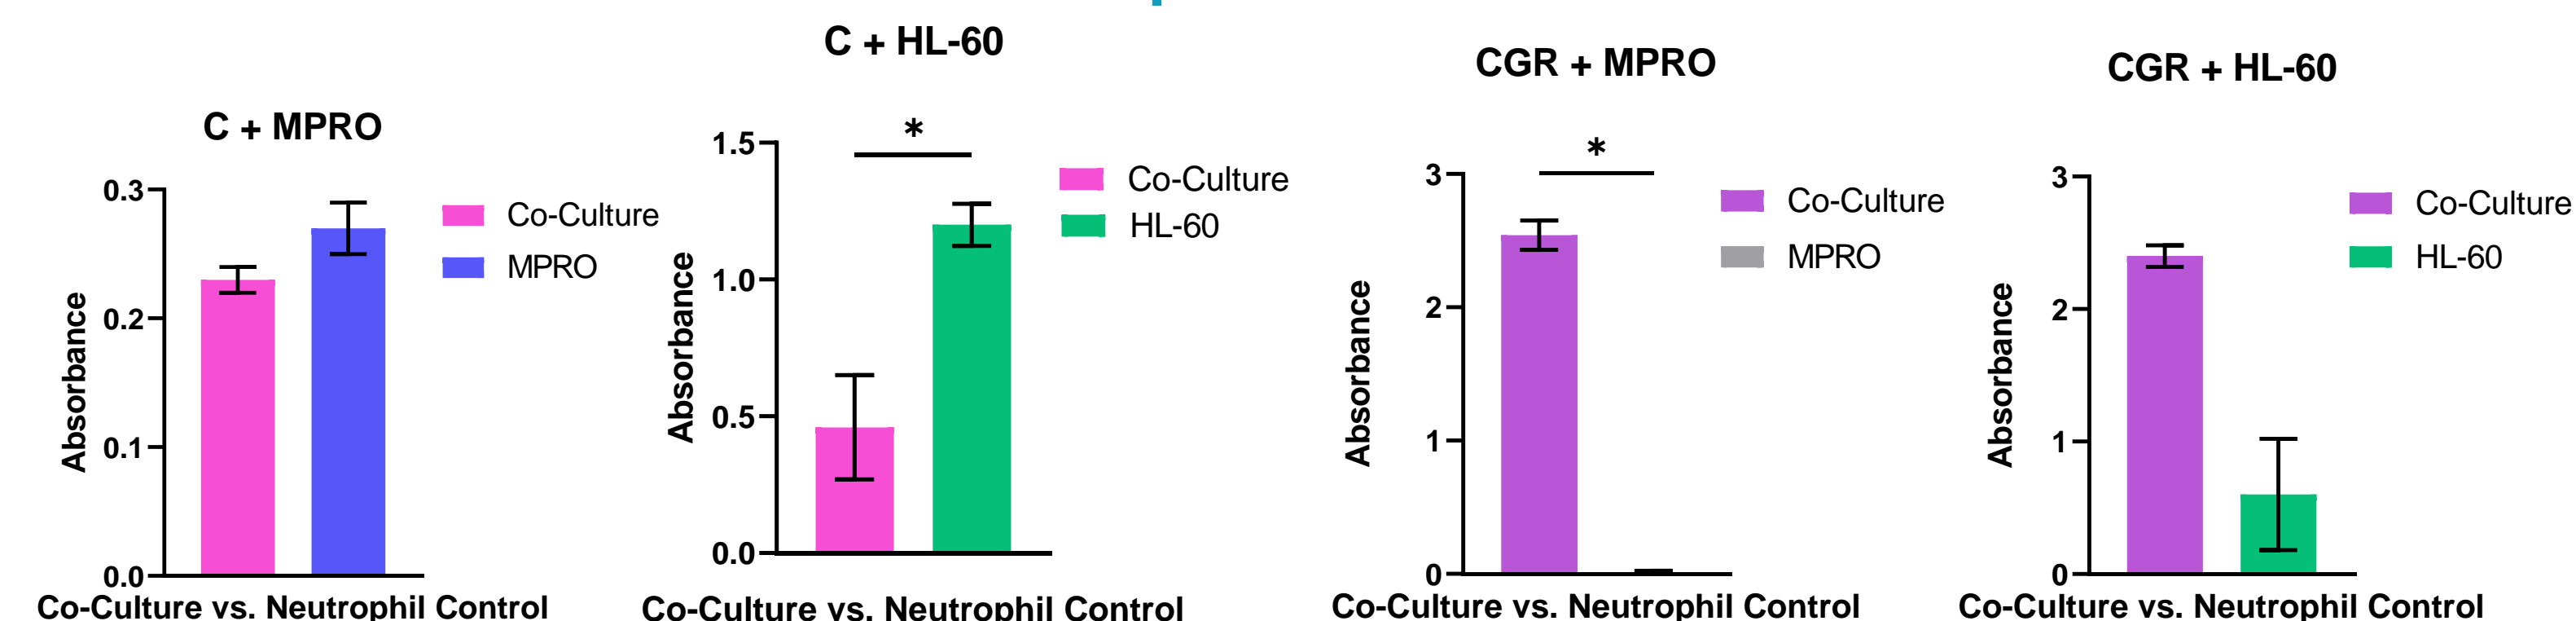 C + MPRO
0.3
0.2
0.1
0.0
Absorbance
Co-Culture
MPRO
Co-Culture vs. Neutrophil Control
C + HL-60
*
1.5
1.0
0.5
0.0
Absorbance
Co-Culture
HL-60
Co-Culture vs. Neutrophil Control
CGR + MPRO
*
3
2
1
0
Absorbance
Co-Culture
MPRO
Co-Culture vs. Neutrophil Control
CGR + HL-60
3
2
1
0
Absorbance
Co-Culture
HL-60
Co-Culture vs. Neutrophil Control